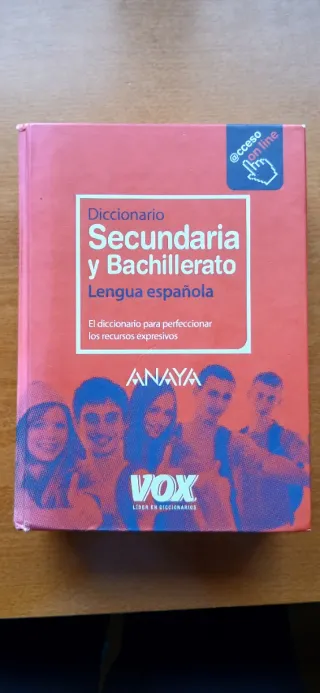 @cceso
on line
Diccionario
Secundaria
y Bachillerato
Lengua española
El diccionario para perfeccionar
los recursos expresivos
ANAYA
VOX
LÍDER EN DICCIONARIOS